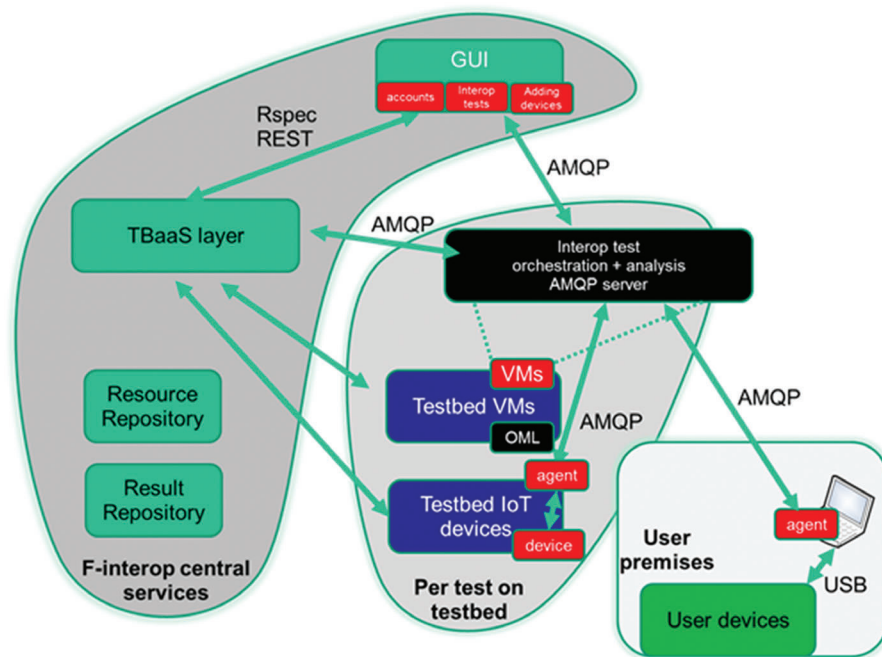 GUI
accounts
Interop
tests
Adding
devices
Rspec
REST
AMQP
TBaaS layer
AMQP
Interop test
orchestration + analysis
AMQP server
VMs
Testbed VMs
OML
Resource
Repository
AMQP
AMQP
agent
Result
Repository
Testbed IoT
devices
device
agent
User
premises
F-interop central
services
Per test on
testbed
USB
User devices